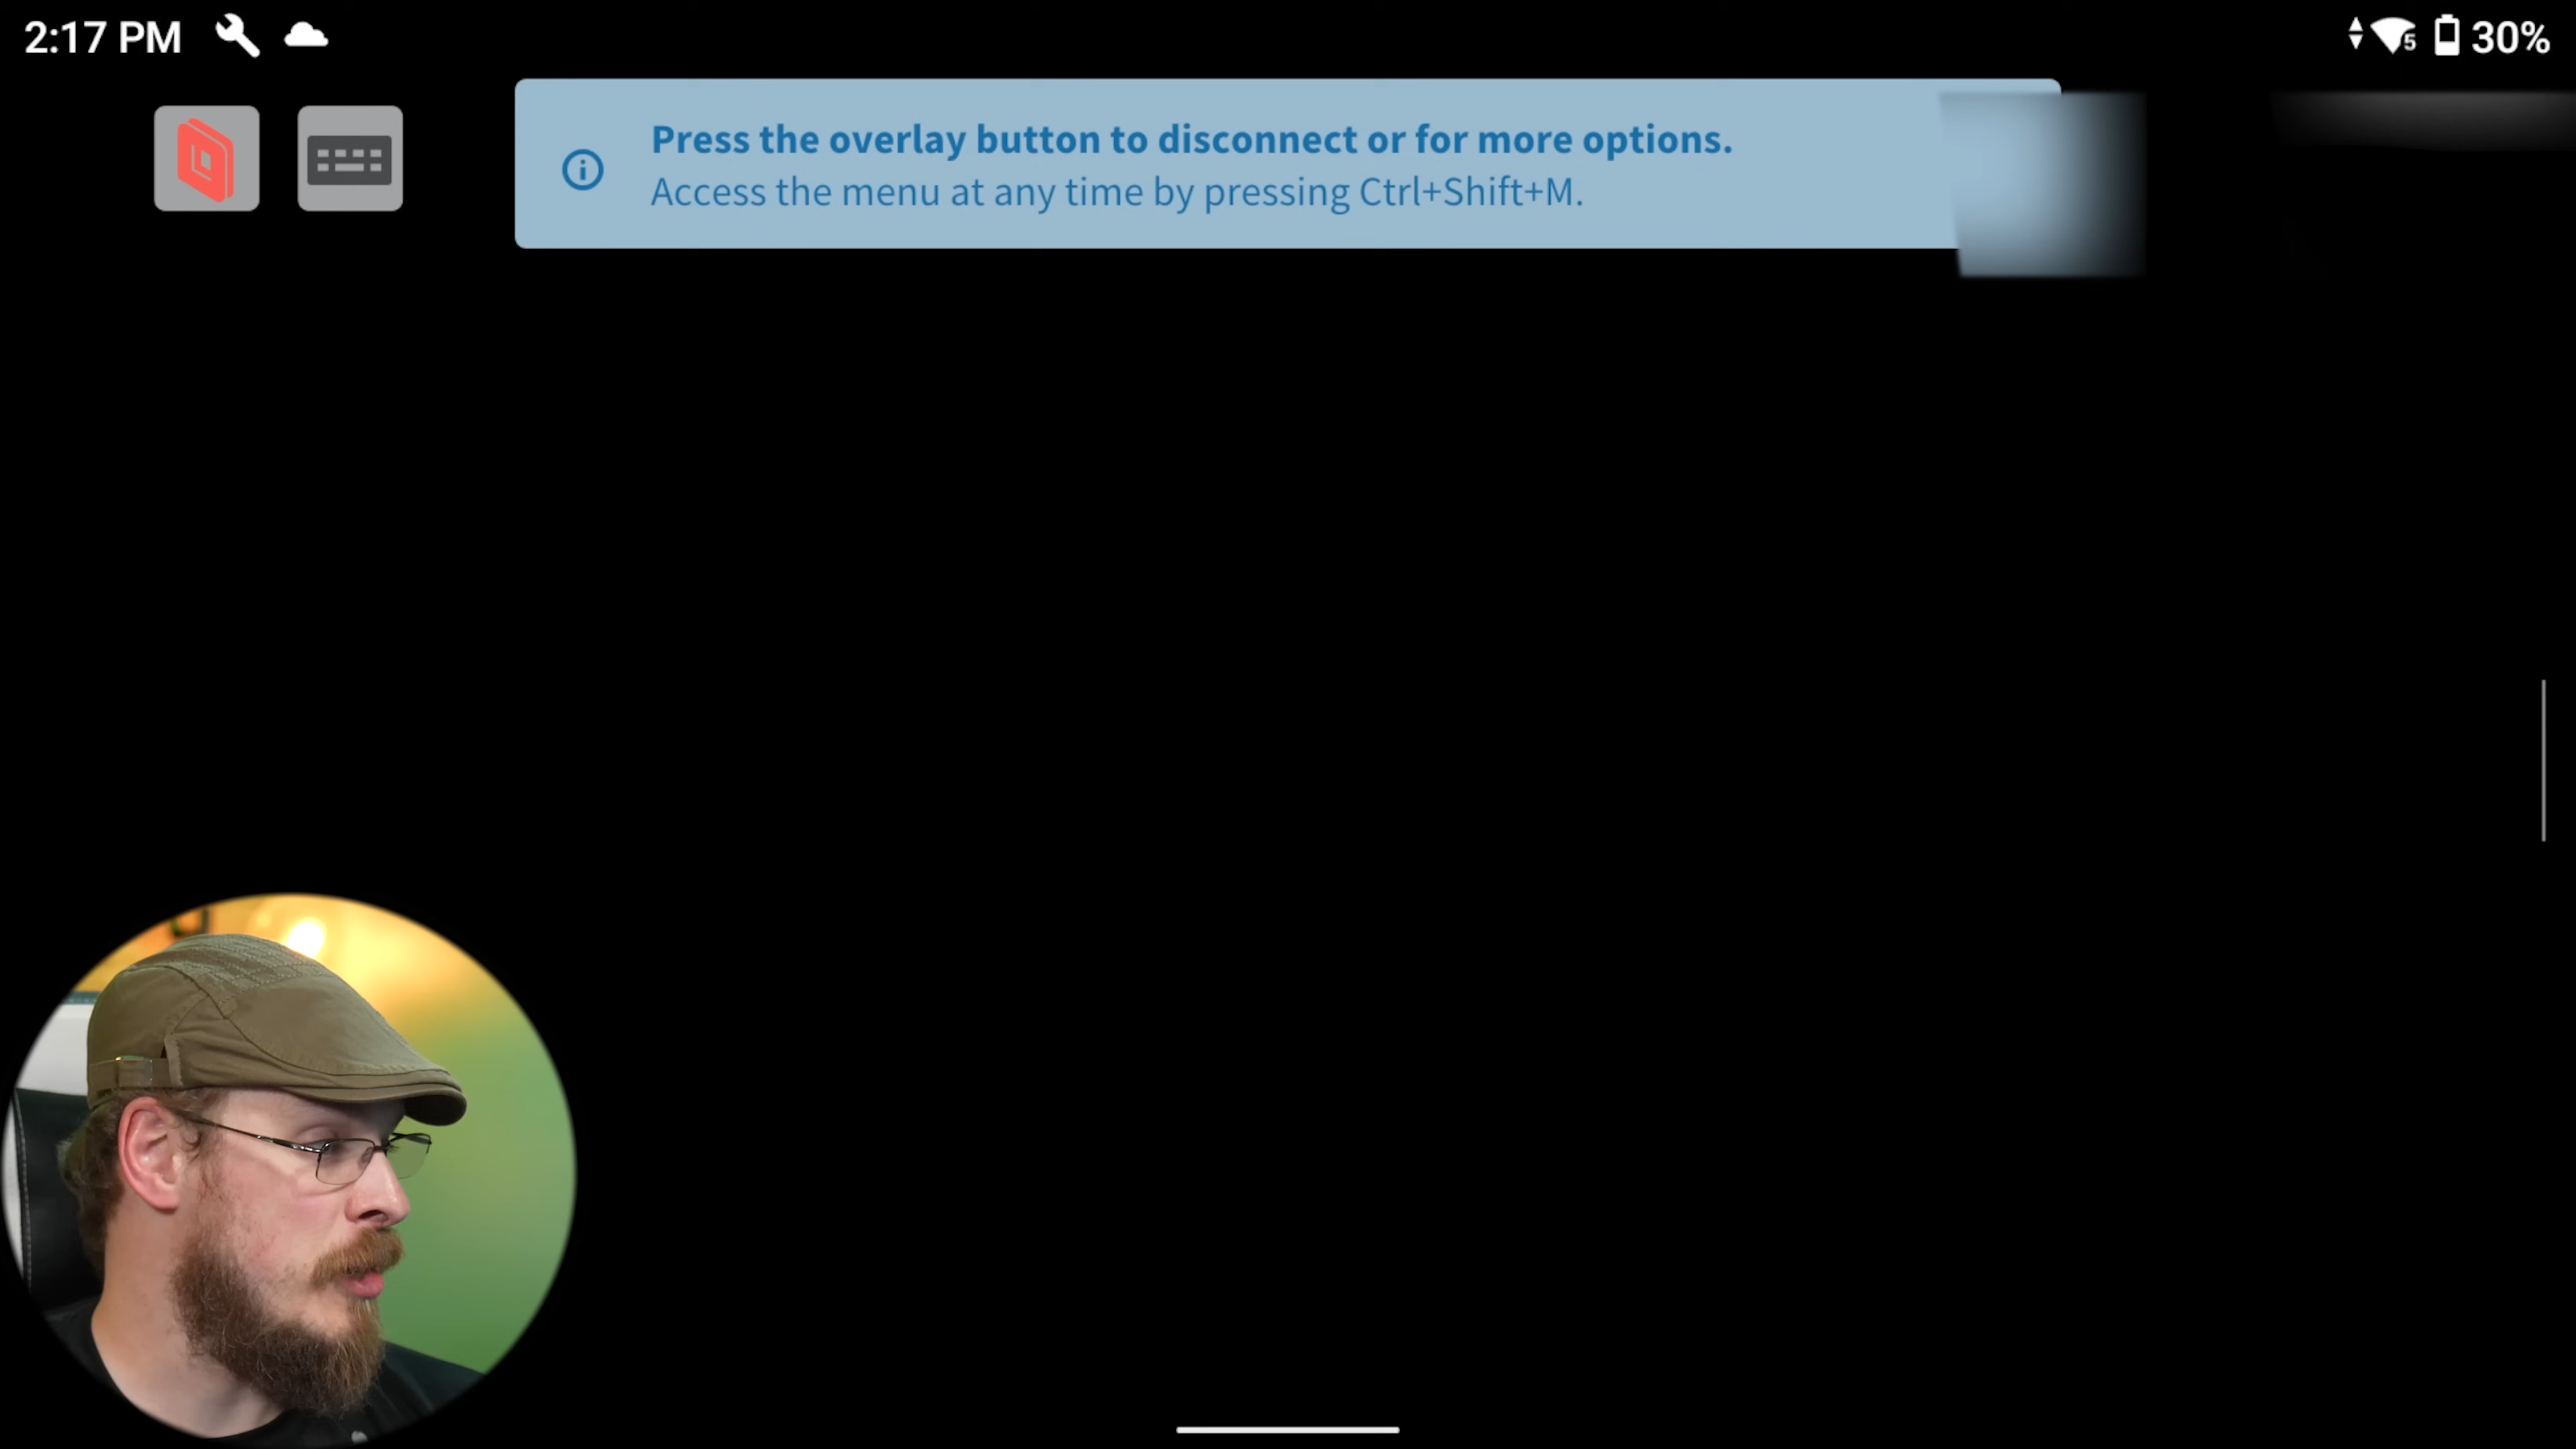 2:17 PM
5
30%
Press the overlay button to disconnect or for more options.
Access the menu at any time by pressing Ctrl+Shift+M.